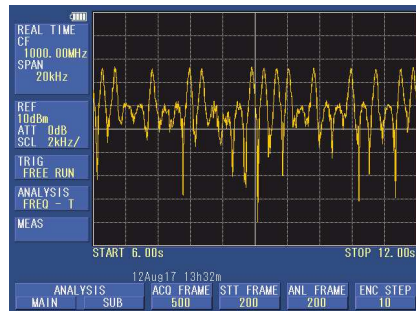 REAL TIME
CF
1000.00MHz
SPAN
20kHz
REF
10dBm
ATT 0dB
SCL 2kHz/
TRIG
FREE RUN
ANALYSIS
FREQ - T
MEAS
START 6.00s STOP 12.00s
12Aug17 13h32m
ANALYSIS ACQ FRAME STT FRAME ANL FRAME ENC STEP
MAIN SUB 500 200 200 10